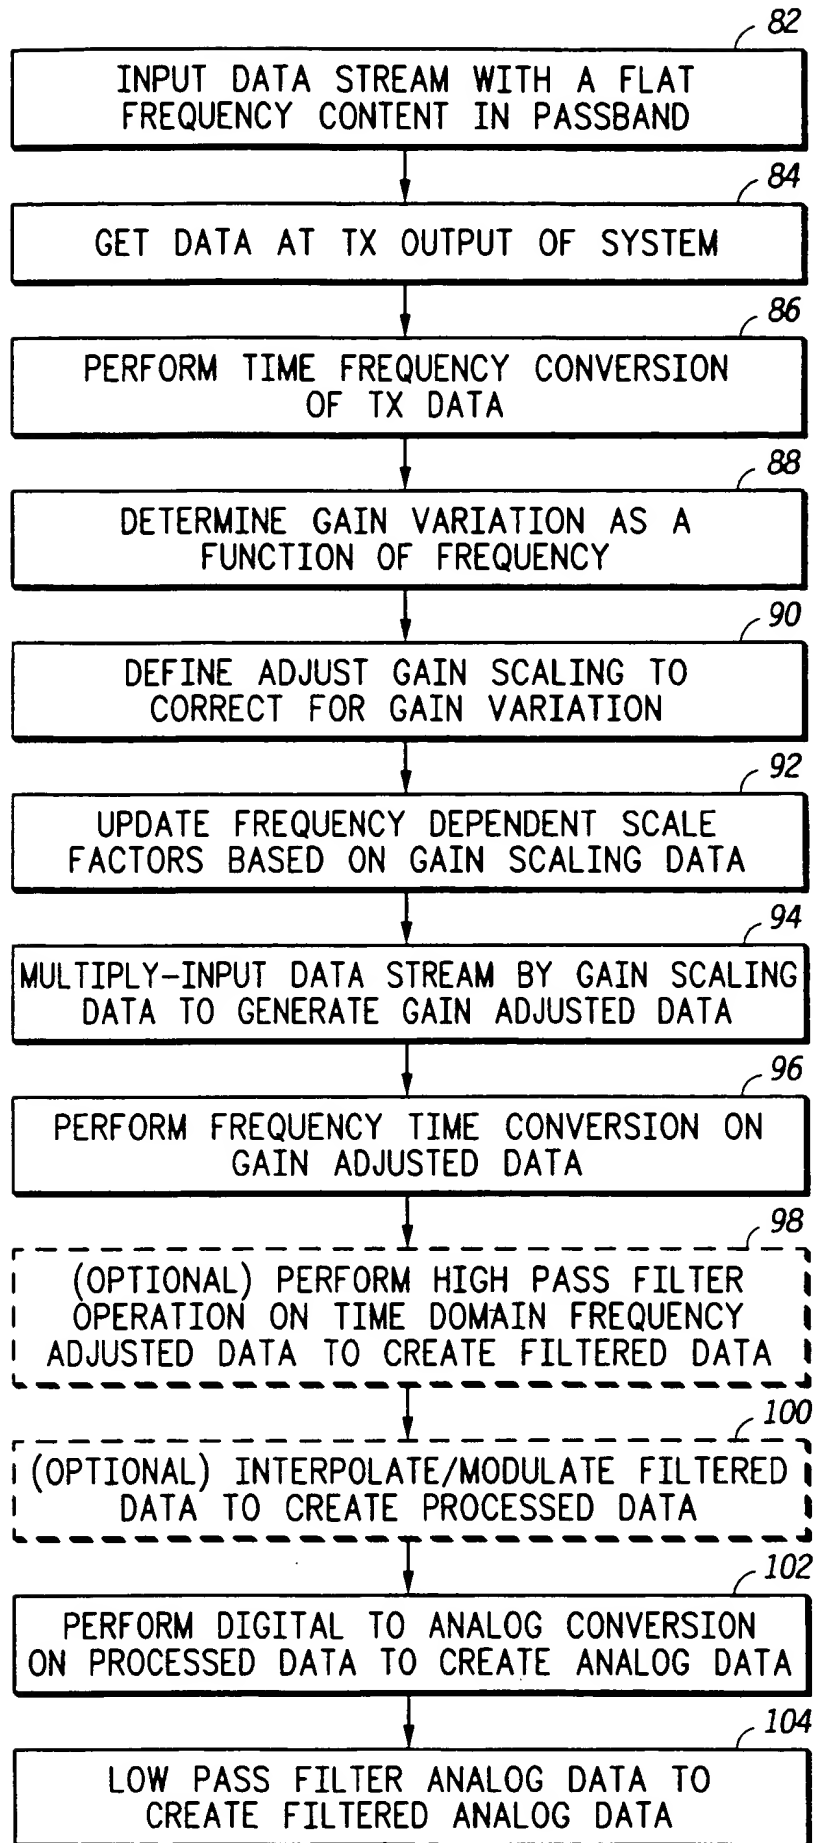 82
INPUT DATA STREAM WITH A FLAT
FREQUENCY CONTENT IN PASSBAND
84
GET DATA AT TX OUTPUT OF SYSTEM
86
PERFORM TIME FREQUENCY CONVERSION
OF TX DATA
88
DETERMINE GAIN VARIATION AS A
FUNCTION OF FREQUENCY
90
DEFINE ADJUST GAIN SCALING TO
CORRECT FOR GAIN VARIATION
92
UPDATE FREQUENCY DEPENDENT SCALE
FACTORS BASED ON GAIN SCALING DATA
94
MULTIPLY-INPUT DATA STREAM BY GAIN SCALING
DATA TO GENERATE GAIN ADJUSTED DATA
96
PERFORM FREQUENCY TIME CONVERSION ON
GAIN ADJUSTED DATA
98
(OPTIONAL) PERFORM HIGH PASS FILTER
OPERATION ON TIME DOMAIN FREQUENCY
ADJUSTED DATA TO CREATE FILTERED DATA
100
(OPTIONAL) INTERPOLATE/MODULATE FILTERED
DATA TO CREATE PROCESSED DATA
102
PERFORM DIGITAL TO ANALOG CONVERSION
ON PROCESSED DATA TO CREATE ANALOG DATA
104
LOW PASS FILTER ANALOG DATA TO
CREATE FILTERED ANALOG DATA